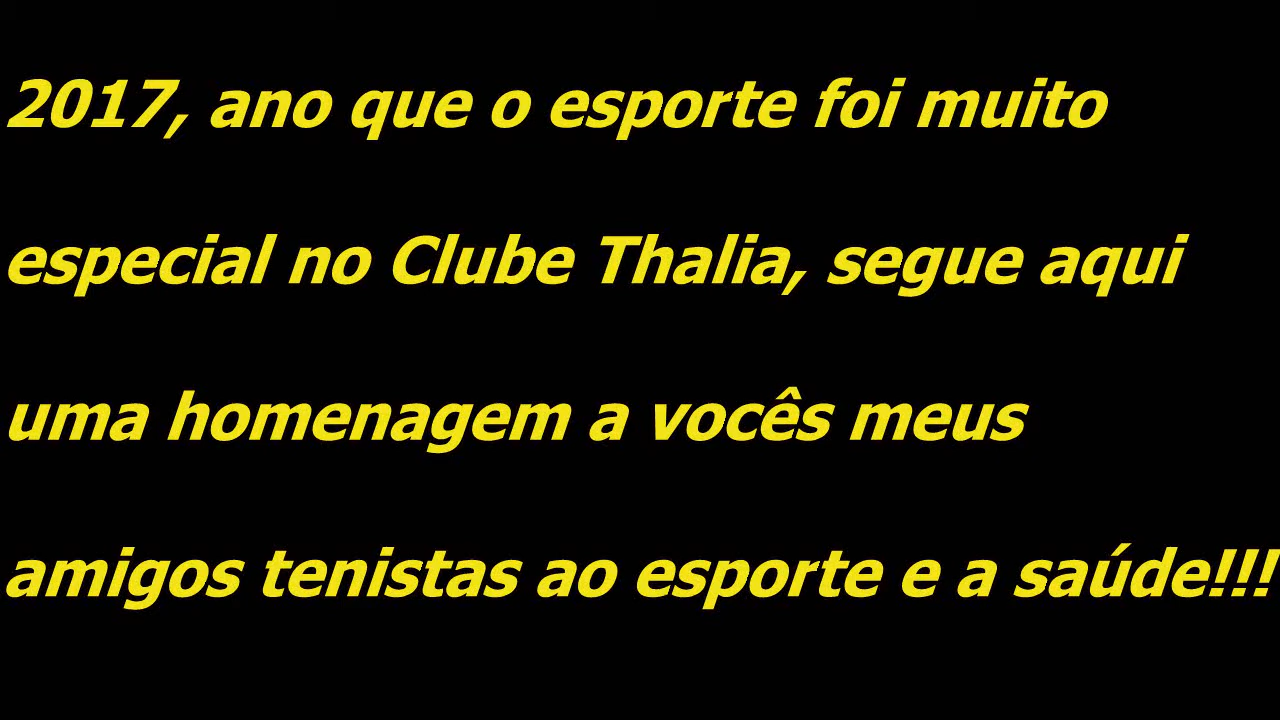 2017, ano que o esporte foi muito
especial no Clube Thalia, segue aqui
uma homenagem a vocês meus
amigos tenistas ao esporte e a saúde!!!